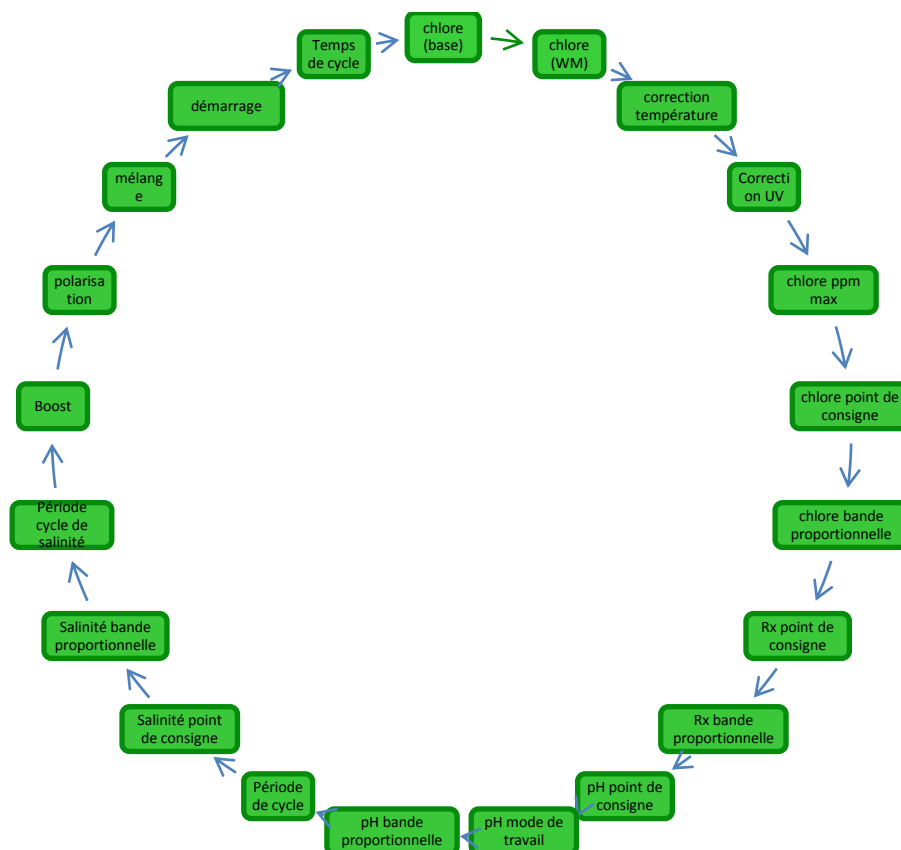 chlore
(base)
chlore
(WM)
correction
température
Correcti
on UV
chlore ppm
max
chlore point de
consigne
chlore bande
proportionnelle
Rx point de
consigne
Rx bande
proportionnelle
pH point de
consigne
pH mode de
travail
pH bande
proportionnelle
Période
de cycle
Salinité point
de consigne
Salinité bande
proportionnelle
Période
cycle de
salinité
Boost
polarisa
tion
mélang
e
démarrage
Temps
de cycle